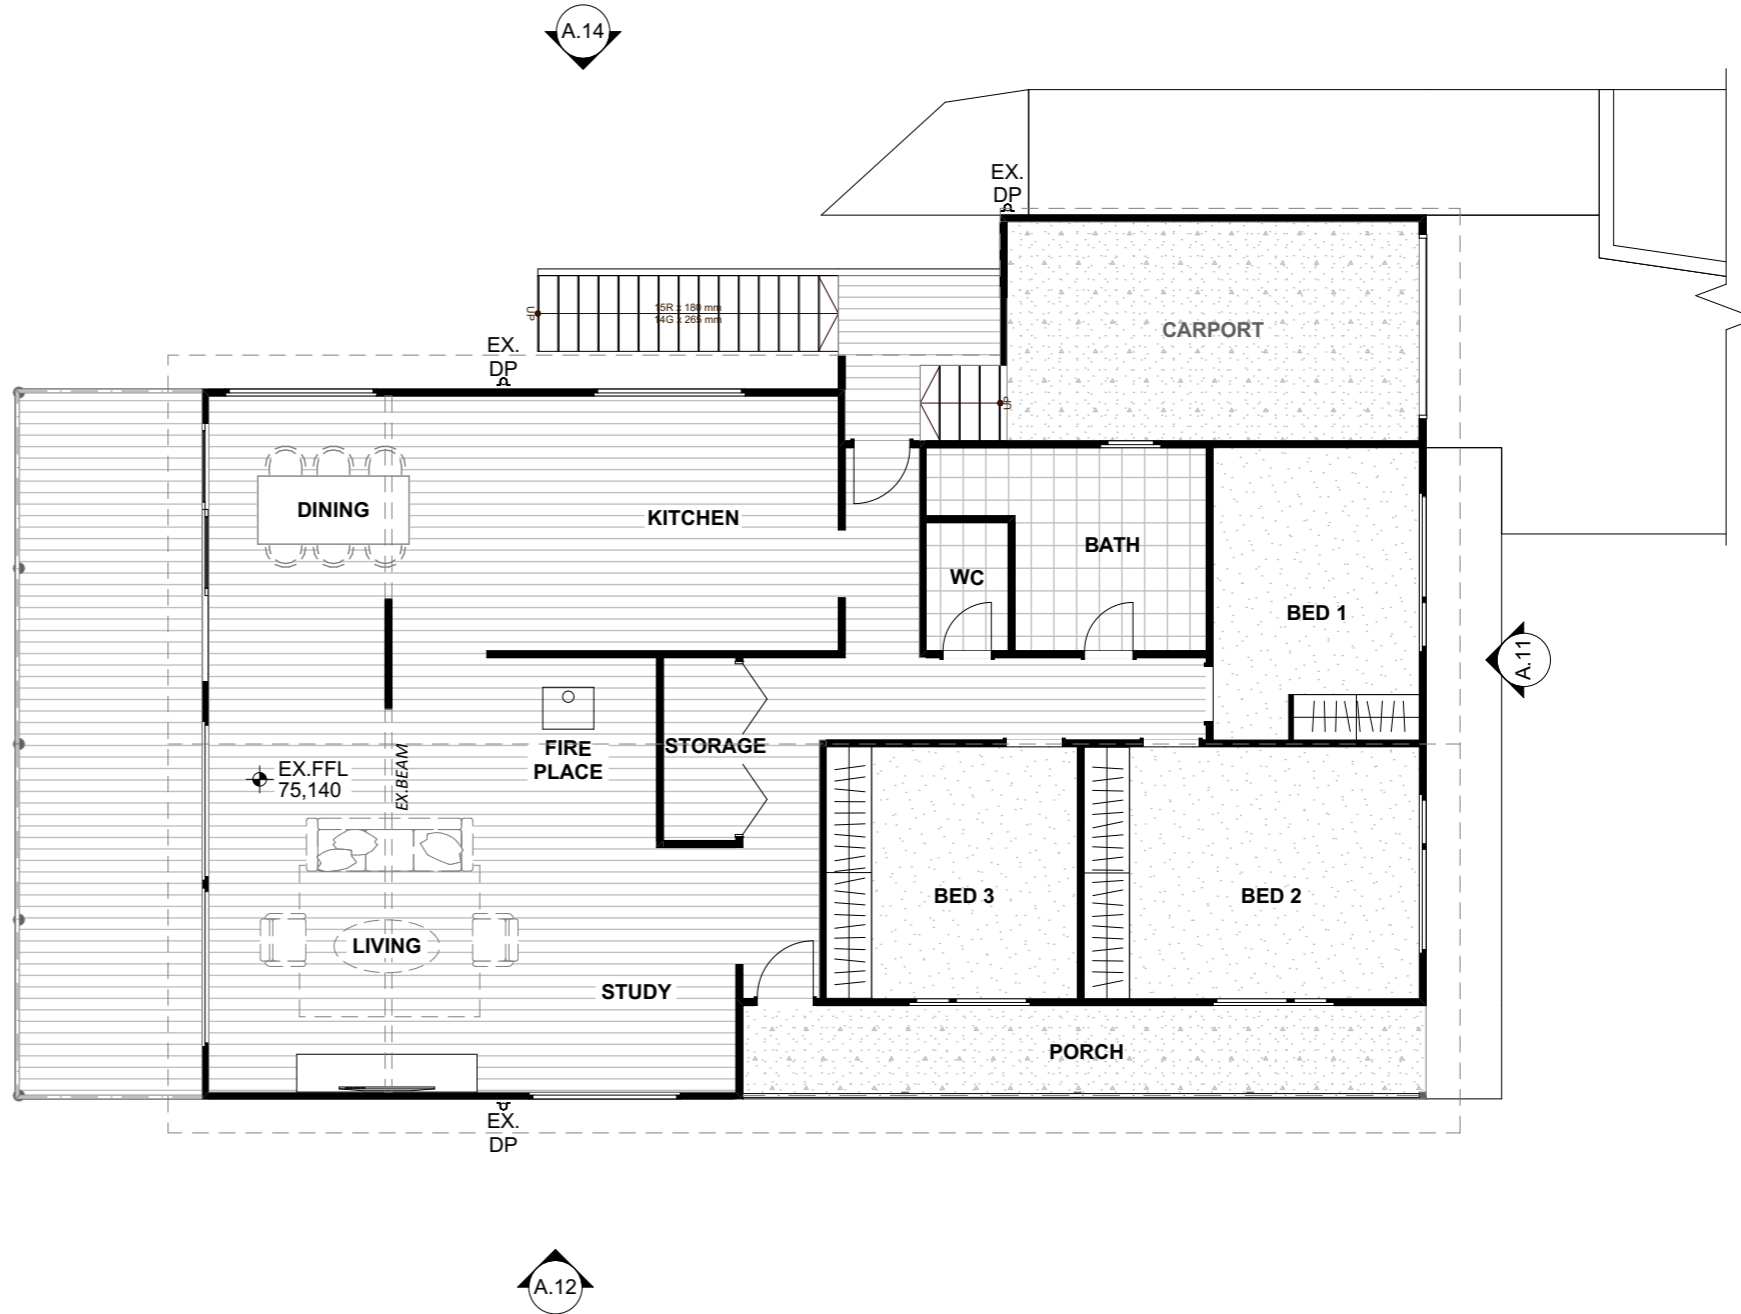 A.14
EX.
DP
UP
15R x 180 mm
14G x 265 mm
CARPORT
EX.
DP
UP
DINING
KITCHEN
BATH
WC
BED 1
A.11
EX.BEAM
FIRE
PLACE
STORAGE
EX.FFL
75,140
BED 3
BED 2
LIVING
STUDY
PORCH
EX.
DP
A.12